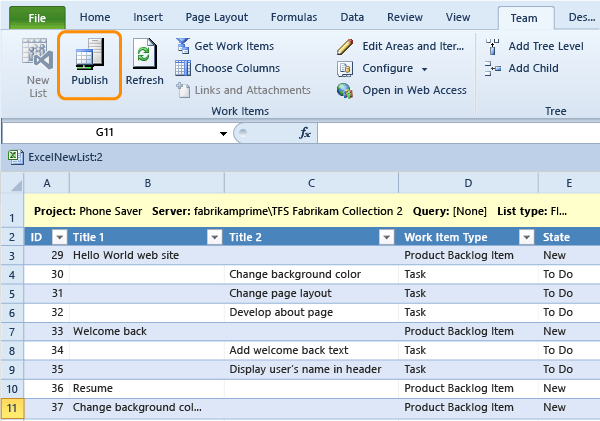 File Home Insert Page Layout Formulas Data Review View Team Des...
New List
Publish
Refresh
Get Work Items
Choose Columns
Links and Attachments
Work Items
Edit Areas and Iter...
Configure
Open in Web Access
Add Tree Level
Add Child
Tree
G11 fx
ExcelNewList:2
A B C D E
1 Project: Phone Saver Server: fabrikamprime\TFS Fabrikam Collection 2 Query: [None] List type: Fl...
2 ID Title 1 Title 2 Work Item Type State
3 29 Hello World web site Product Backlog Item New
4 30 Change background color Task To Do
5 31 Change page layout Task To Do
6 32 Develop about page Task To Do
7 33 Welcome back Product Backlog Item New
8 34 Add welcome back text Task To Do
9 35 Display user's name in header Task To Do
10 36 Resume Product Backlog Item New
11 37 Change background col... Product Backlog Item New